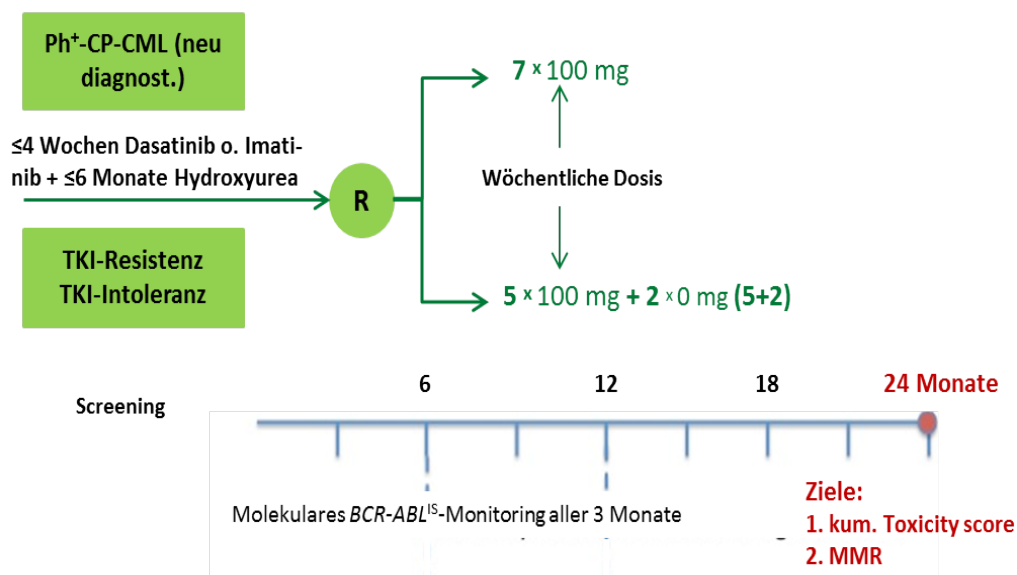 Ph⁺-CP-CML (neu
diagnost.)
≤4 Wochen Dasatinib o. Imati-
nib + ≤6 Monate Hydroxyurea
R
TKI-Resistenz
TKI-Intoleranz
7 x 100 mg
Wöchentliche Dosis
5 x 100 mg + 2 x 0 mg (5+2)
Screening
6 12 18 24 Monate
Molekulares BCR-ABLᴵˢ-Monitoring aller 3 Monate
Ziele:
1. kum. Toxicity score
2. MMR